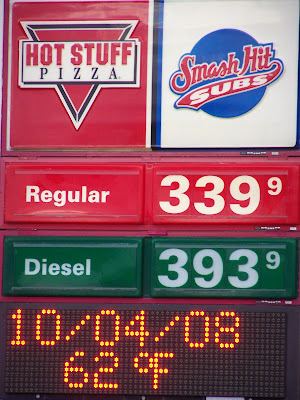 HOT STUFF
PIZZA
Smash Hit
SUBS
Regular 339 9
Diesel 393 9
10/04/08
62°F